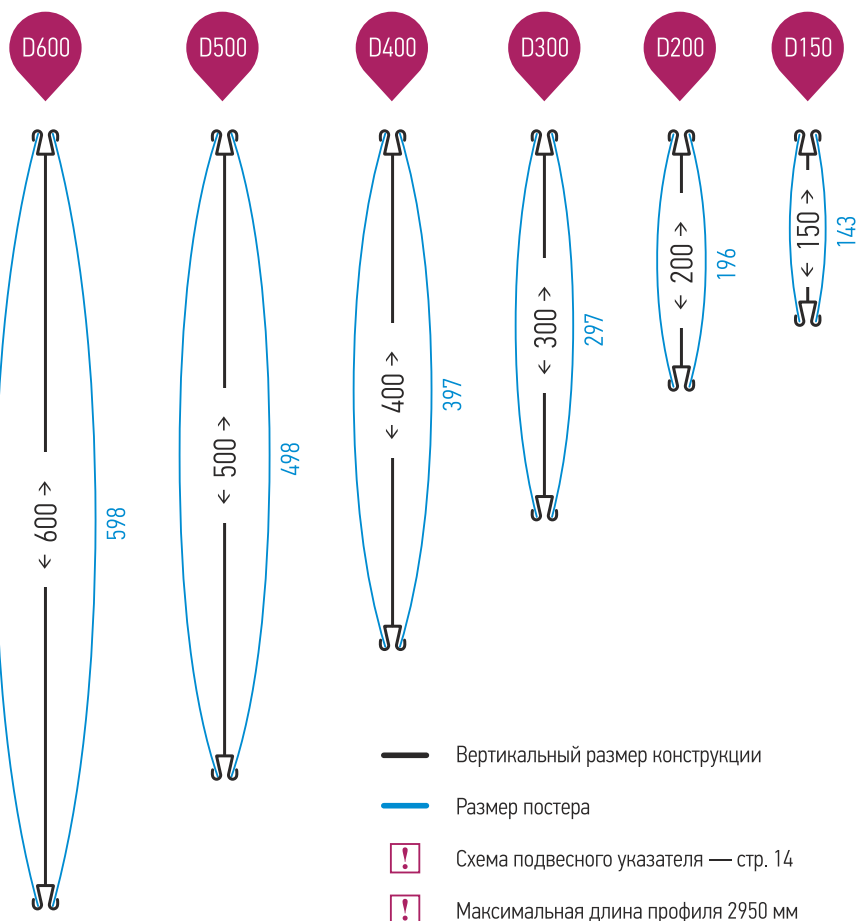 D600 D500 D400 D300 D200 D150
150
143
200
196
300
297
400
397
500
498
600
598
Вертикальный размер конструкции
Размер постера
! Схема подвесного указателя — стр. 14
! Максимальная длина профиля 2950 мм